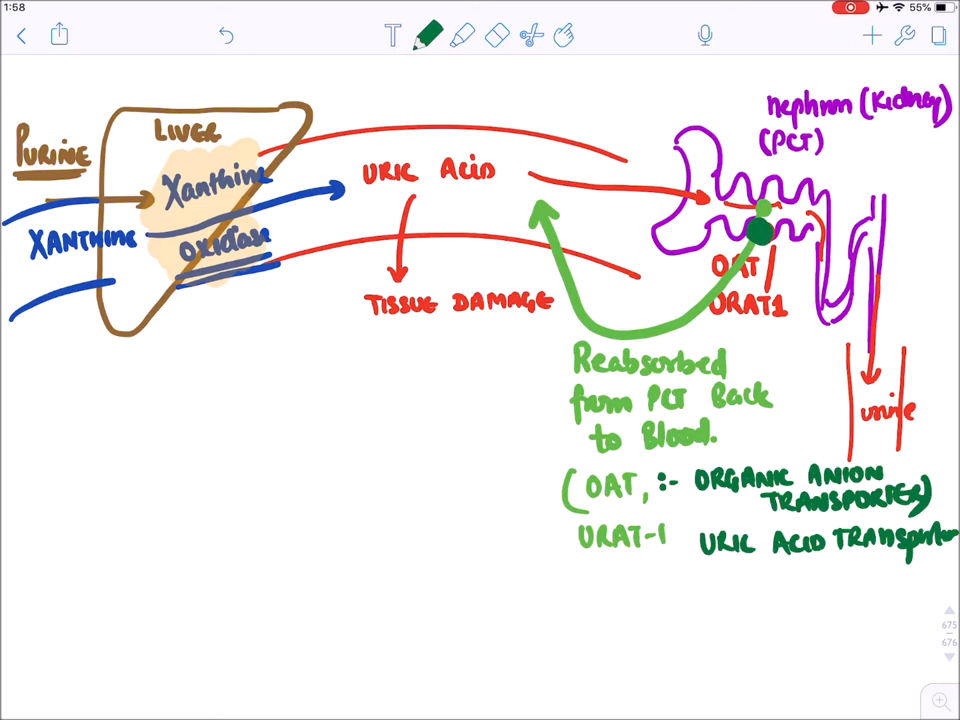 1:58
55%
T
nephron (Kidney)
(PCT)
LIVER
PURINE
Xanthine
URIC ACID
XANTHINE
OXIDASE
OAT /
URAT1
TISSUE DAMAGE
Reabsorbed
from PCT Back
to Blood.
urine
(OAT, :- ORGANIC ANION
TRANSPORTER)
URAT-1 URIC ACID TRANSporter
675
676